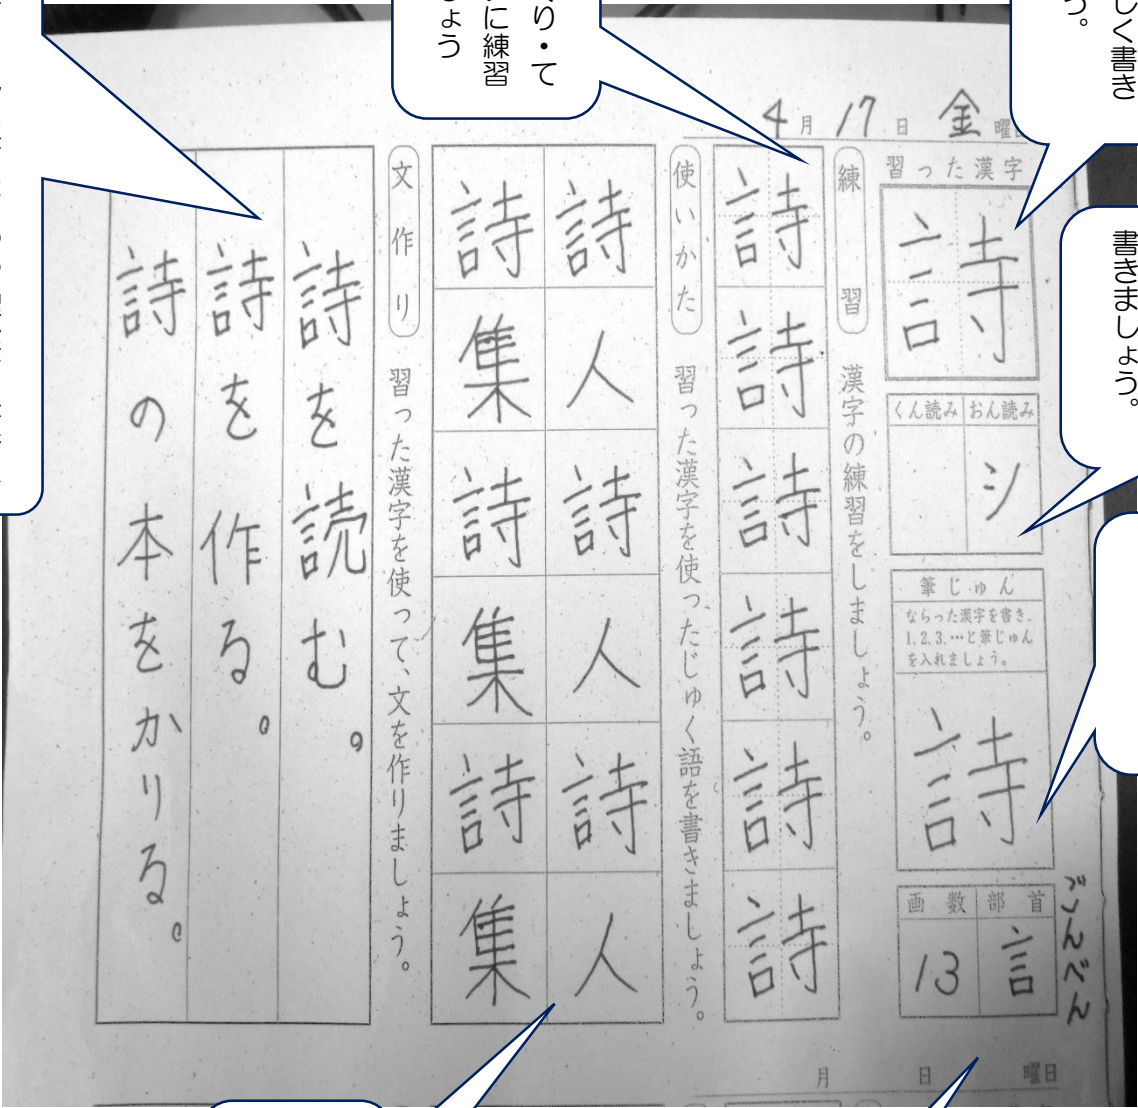 しく書き
つ。
書きましょう。
り・て
に練習
しょう
4月17日 金曜日
習った漢字
詩
おん読み
シ
くん読み
筆じゅん
ならった漢字を書き、
1.2.3.…と筆じゅん
を入れましょう。
詩
部首
言
ごんべん
画数
13
練習 漢字の練習をしましょう。
詩詩詩詩詩詩
使いかた 習った漢字を使ったじゅく語を書きましょう。
詩人詩人詩人
詩集詩集詩集
文作り 習った漢字を使って、文を作りましょう。
詩を読む。
詩を作る。
詩の本をかりる。
月 日 曜日